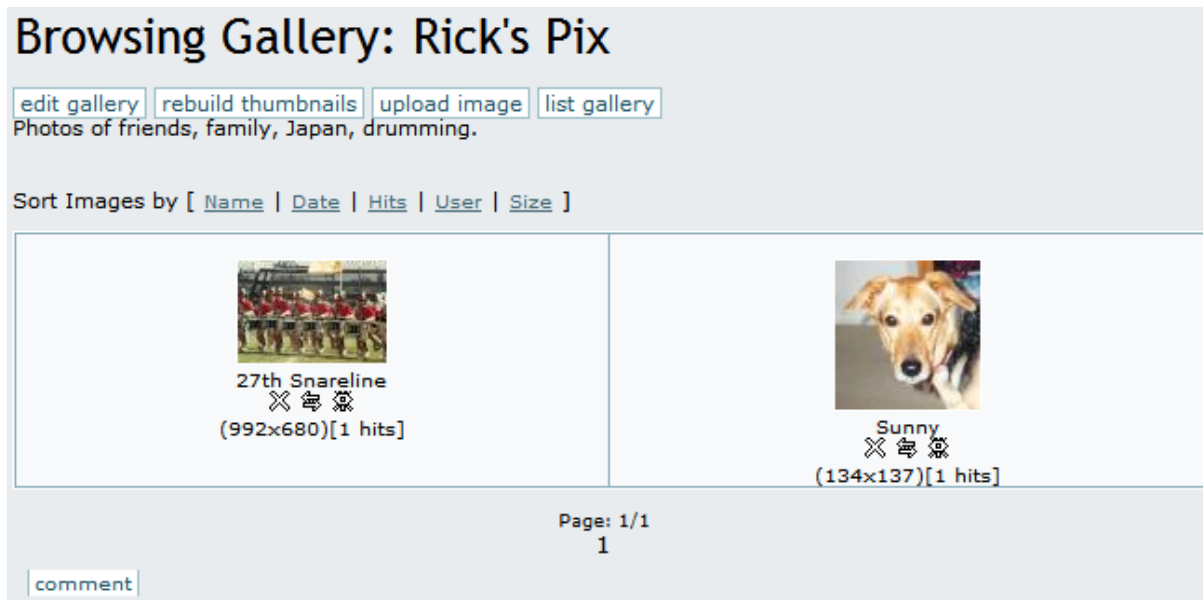 Browsing Gallery: Rick's Pix
edit gallery rebuild thumbnails upload image list gallery
Photos of friends, family, Japan, drumming.
Sort Images by [ Name | Date | Hits | User | Size ]
27th Snareline
(992x680)[1 hits]
Sunny
(134x137)[1 hits]
Page: 1/1
1
comment